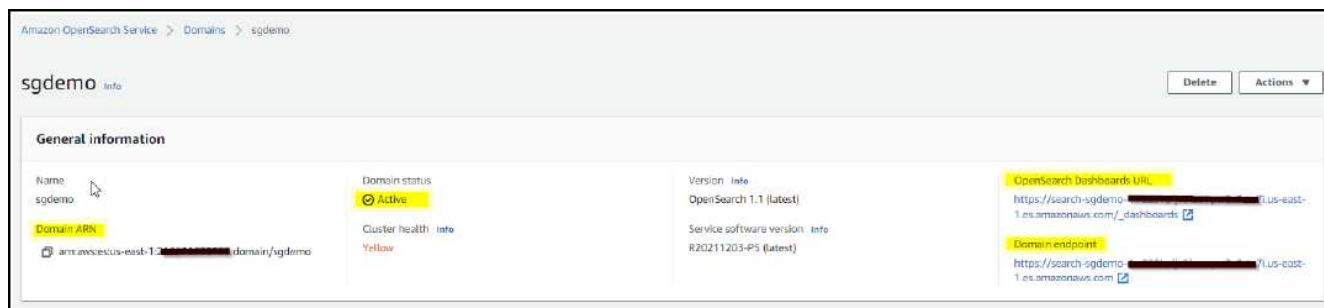 Amazon OpenSearch Service > Domains > sgdemo
sgdemo Info
Delete
Actions ▼
General information
Name
sgdemo
Domain ARN
arn:aws:es:us-east-1: domain/sgdemo
Domain status
Active
Cluster health Info
Yellow
Version Info
OpenSearch 1.1 (latest)
Service software version Info
R20211203-P5 (latest)
OpenSearch Dashboards URL
https://search-sgdemo- i.us-east-
1.es.amazonaws.com/_dashboards
Domain endpoint
https://search-sgdemo- 7i.us-east-
1.es.amazonaws.com